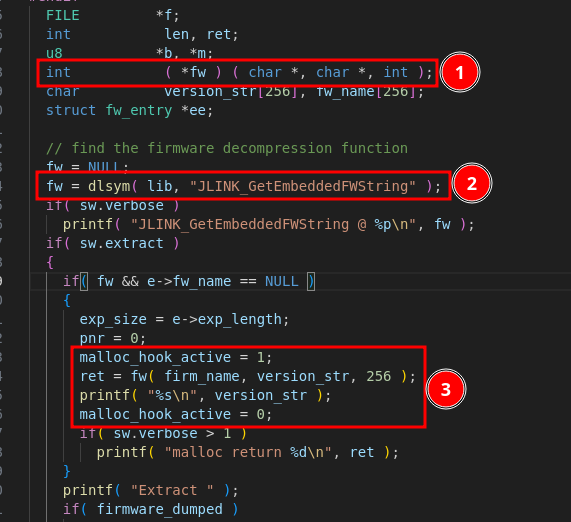 FILE         *f;
int           len, ret;
u8           *b, *m;
int           ( *fw ) ( char *, char *, int ); 1
char          version_str[256], fw_name[256];
struct fw_entry *ee;
// find the firmware decompression function
fw = NULL;
fw = dlsym( lib, "JLINK_GetEmbeddedFWString" ); 2
if( sw.verbose )
  printf( "JLINK_GetEmbeddedFWString @ %p\n", fw );
if( sw.extract )
{
  if( fw && e->fw_name == NULL )
  {
    exp_size = e->exp_length;
    pnr = 0;
    malloc_hook_active = 1;
    ret = fw( firm_name, version_str, 256 ); 3
    printf( "%s\n", version_str );
    malloc_hook_active = 0;
    if( sw.verbose > 1 )
      printf( "malloc return %d\n", ret );
  }
  printf( "Extract " );
  if( firmware_dumped )